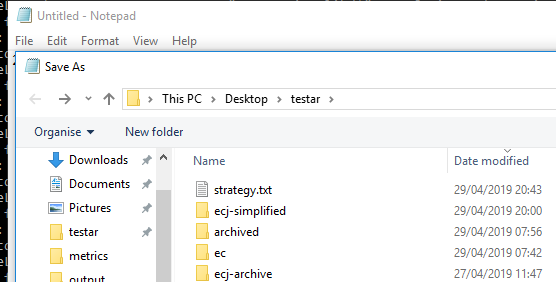 Untitled - Notepad
File Edit Format View Help
Save As
This PC > Desktop > testar >
Organise New folder
Name Date modified
Downloads
Documents
Pictures
testar
metrics
output
strategy.txt 29/04/2019 20:43
ecj-simplified 29/04/2019 20:00
archived 29/04/2019 07:56
ec 29/04/2019 07:42
ecj-archive 27/04/2019 11:47